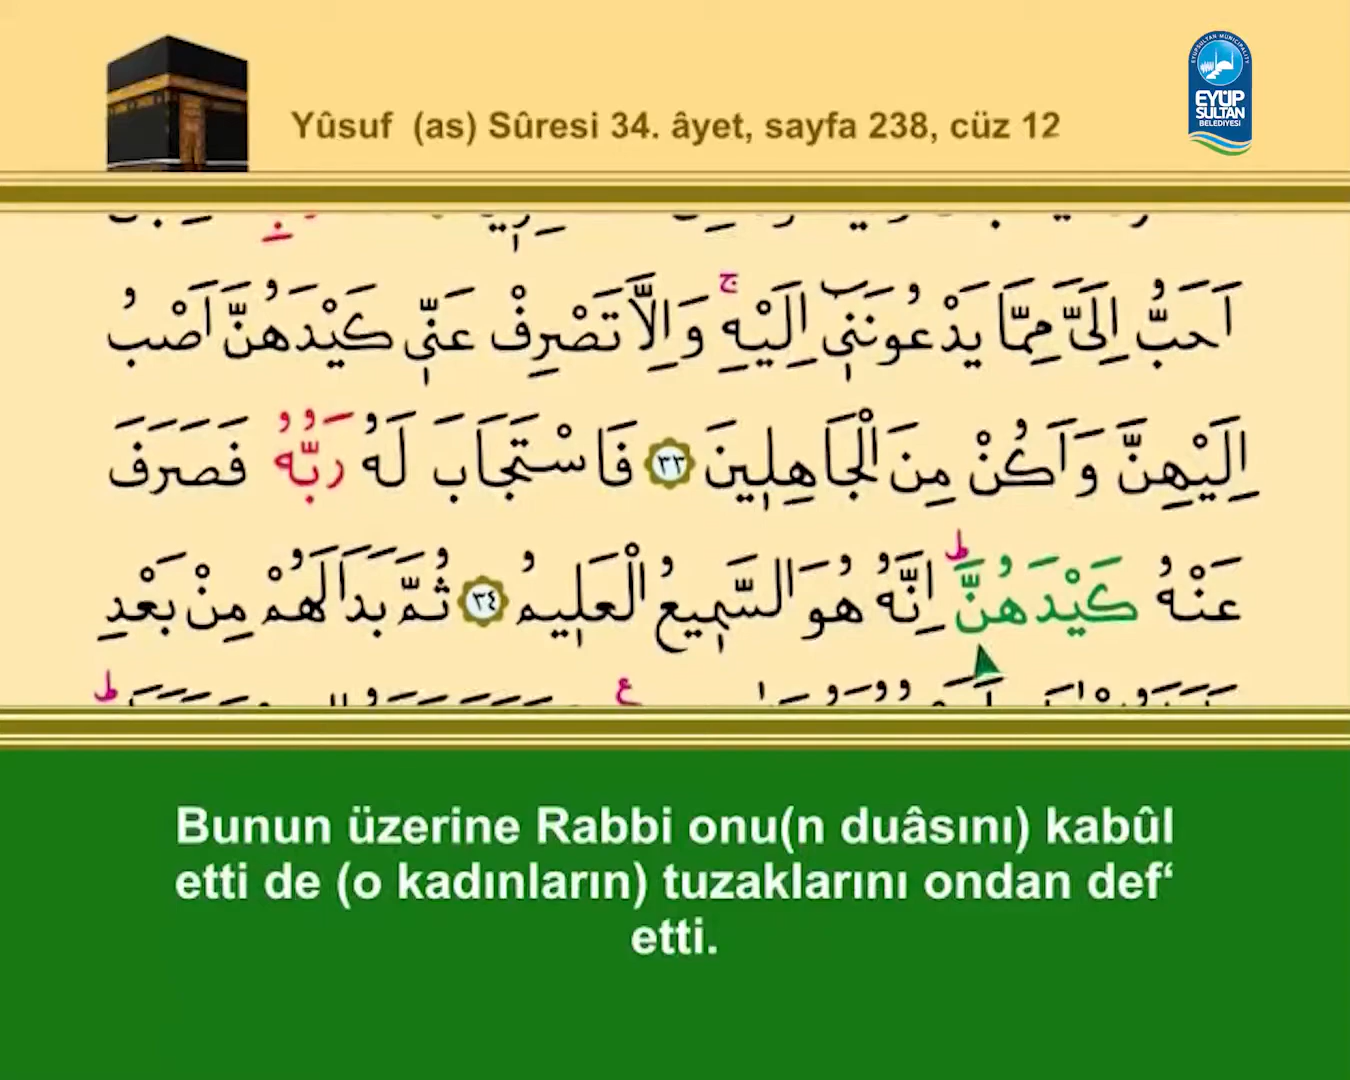 Yûsuf (as) Sûresi 34. âyet, sayfa 238, cüz 12
EYÜPSULTAN MUNICIPALITY
EYÜP
SULTAN
BELEDİYESİ
اَحَبُّ اِلَيَّ مِمَّا يَدْعُونَنٖٓي اِلَيْهِۚ وَاِلَّا تَصْرِفْ عَنّٖي كَيْدَهُنَّ اَصْبُ
اِلَيْهِنَّ وَاَكُنْ مِنَ الْجَاهِلٖينَ ٣٣ فَاسْتَجَابَ لَهُ رَبُّهُ فَصَرَفَ
عَنْهُ كَيْدَهُنَّؕ اِنَّهُ هُوَ السَّمٖيعُ الْعَلٖيمُ ٣٤ ثُمَّ بَدَا لَهُمْ مِنْ بَعْدِ
Bunun üzerine Rabbi onu(n duâsını) kabûl
etti de (o kadınların) tuzaklarını ondan def‘
etti.